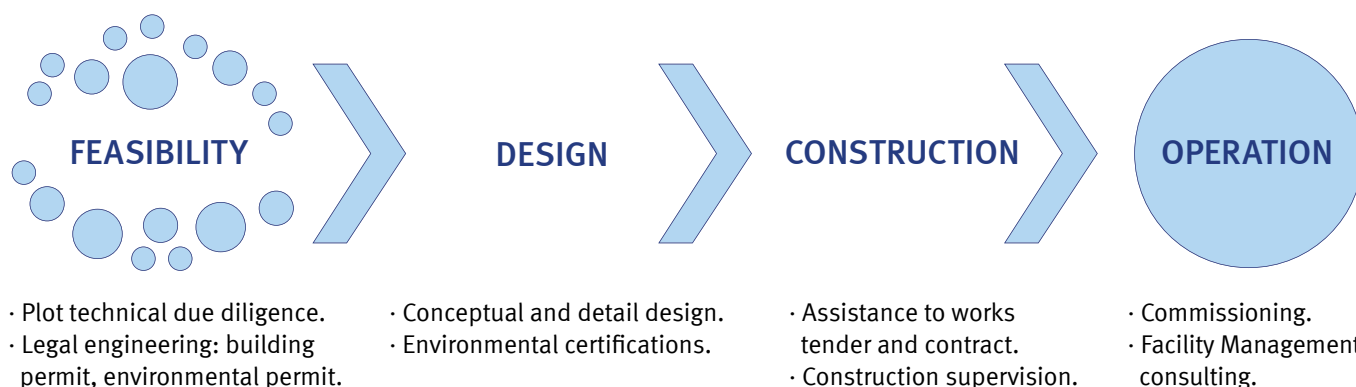 FEASIBILITY
DESIGN
CONSTRUCTION
OPERATION
· Plot technical due diligence.
· Legal engineering: building
permit, environmental permit.
· Conceptual and detail design.
· Environmental certifications.
· Assistance to works
tender and contract.
· Construction supervision.
· Commissioning.
· Facility Management
consulting.